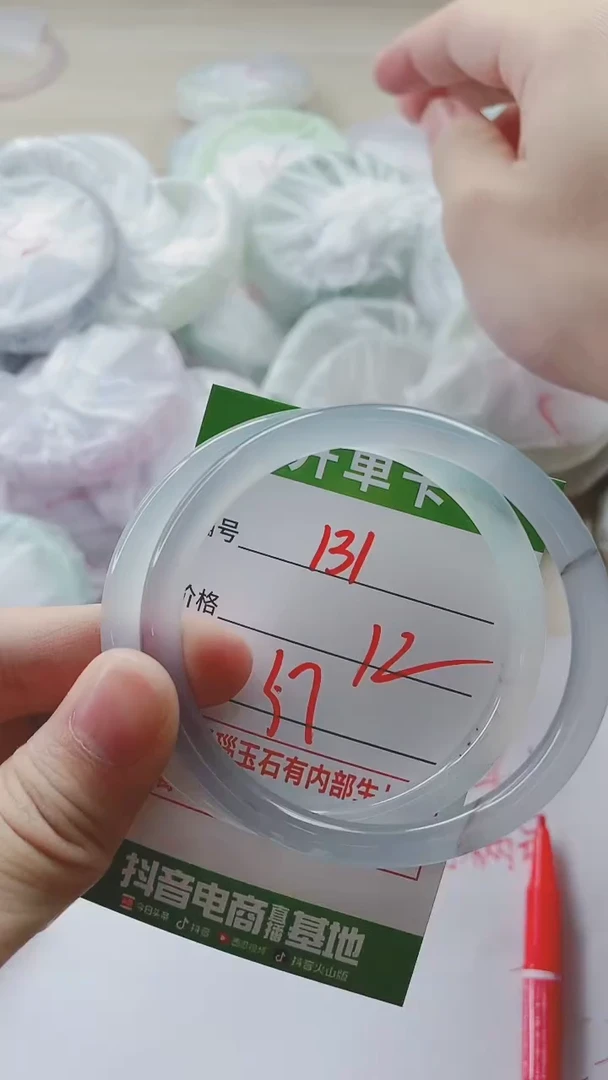 开单卡
号 131
价格 12
57
玉石有内部生
抖音电商直播基地
今日头条 抖音 西瓜视频 抖音火山版